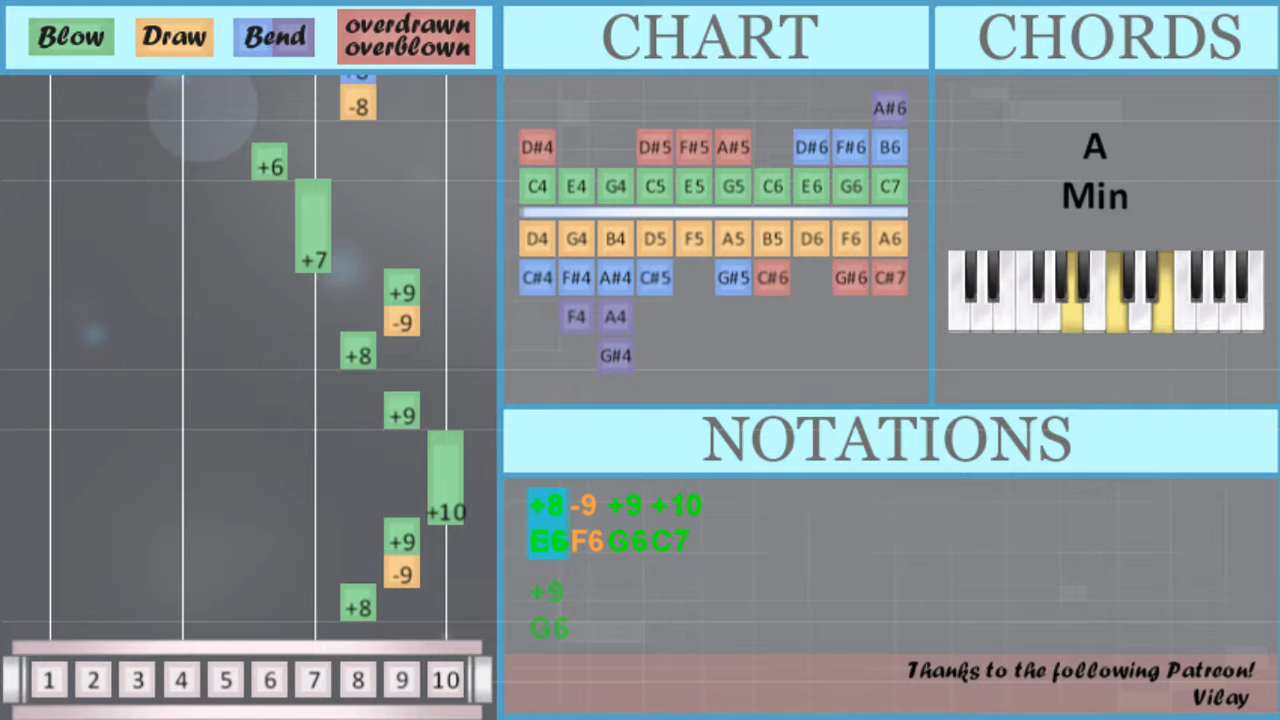 Blow Draw Bend overdrawn
overblown
CHART
CHORDS
-8
+6
+7
+9
-9
+8
+9
+10
+9
-9
+8
1 2 3 4 5 6 7 8 9 10
A#6
D#4 D#5 F#5 A#5 D#6 F#6 B6
C4 E4 G4 C5 E5 G5 C6 E6 G6 C7
D4 G4 B4 D5 F5 A5 B5 D6 F6 A6
C#4 F#4 A#4 C#5 G#5 C#6 G#6 C#7
F4 A4
G#4
A
Min
NOTATIONS
+8 -9 +9 +10
E6 F6 G6 C7
+9
G6
Thanks to the following Patreon!
Vilay